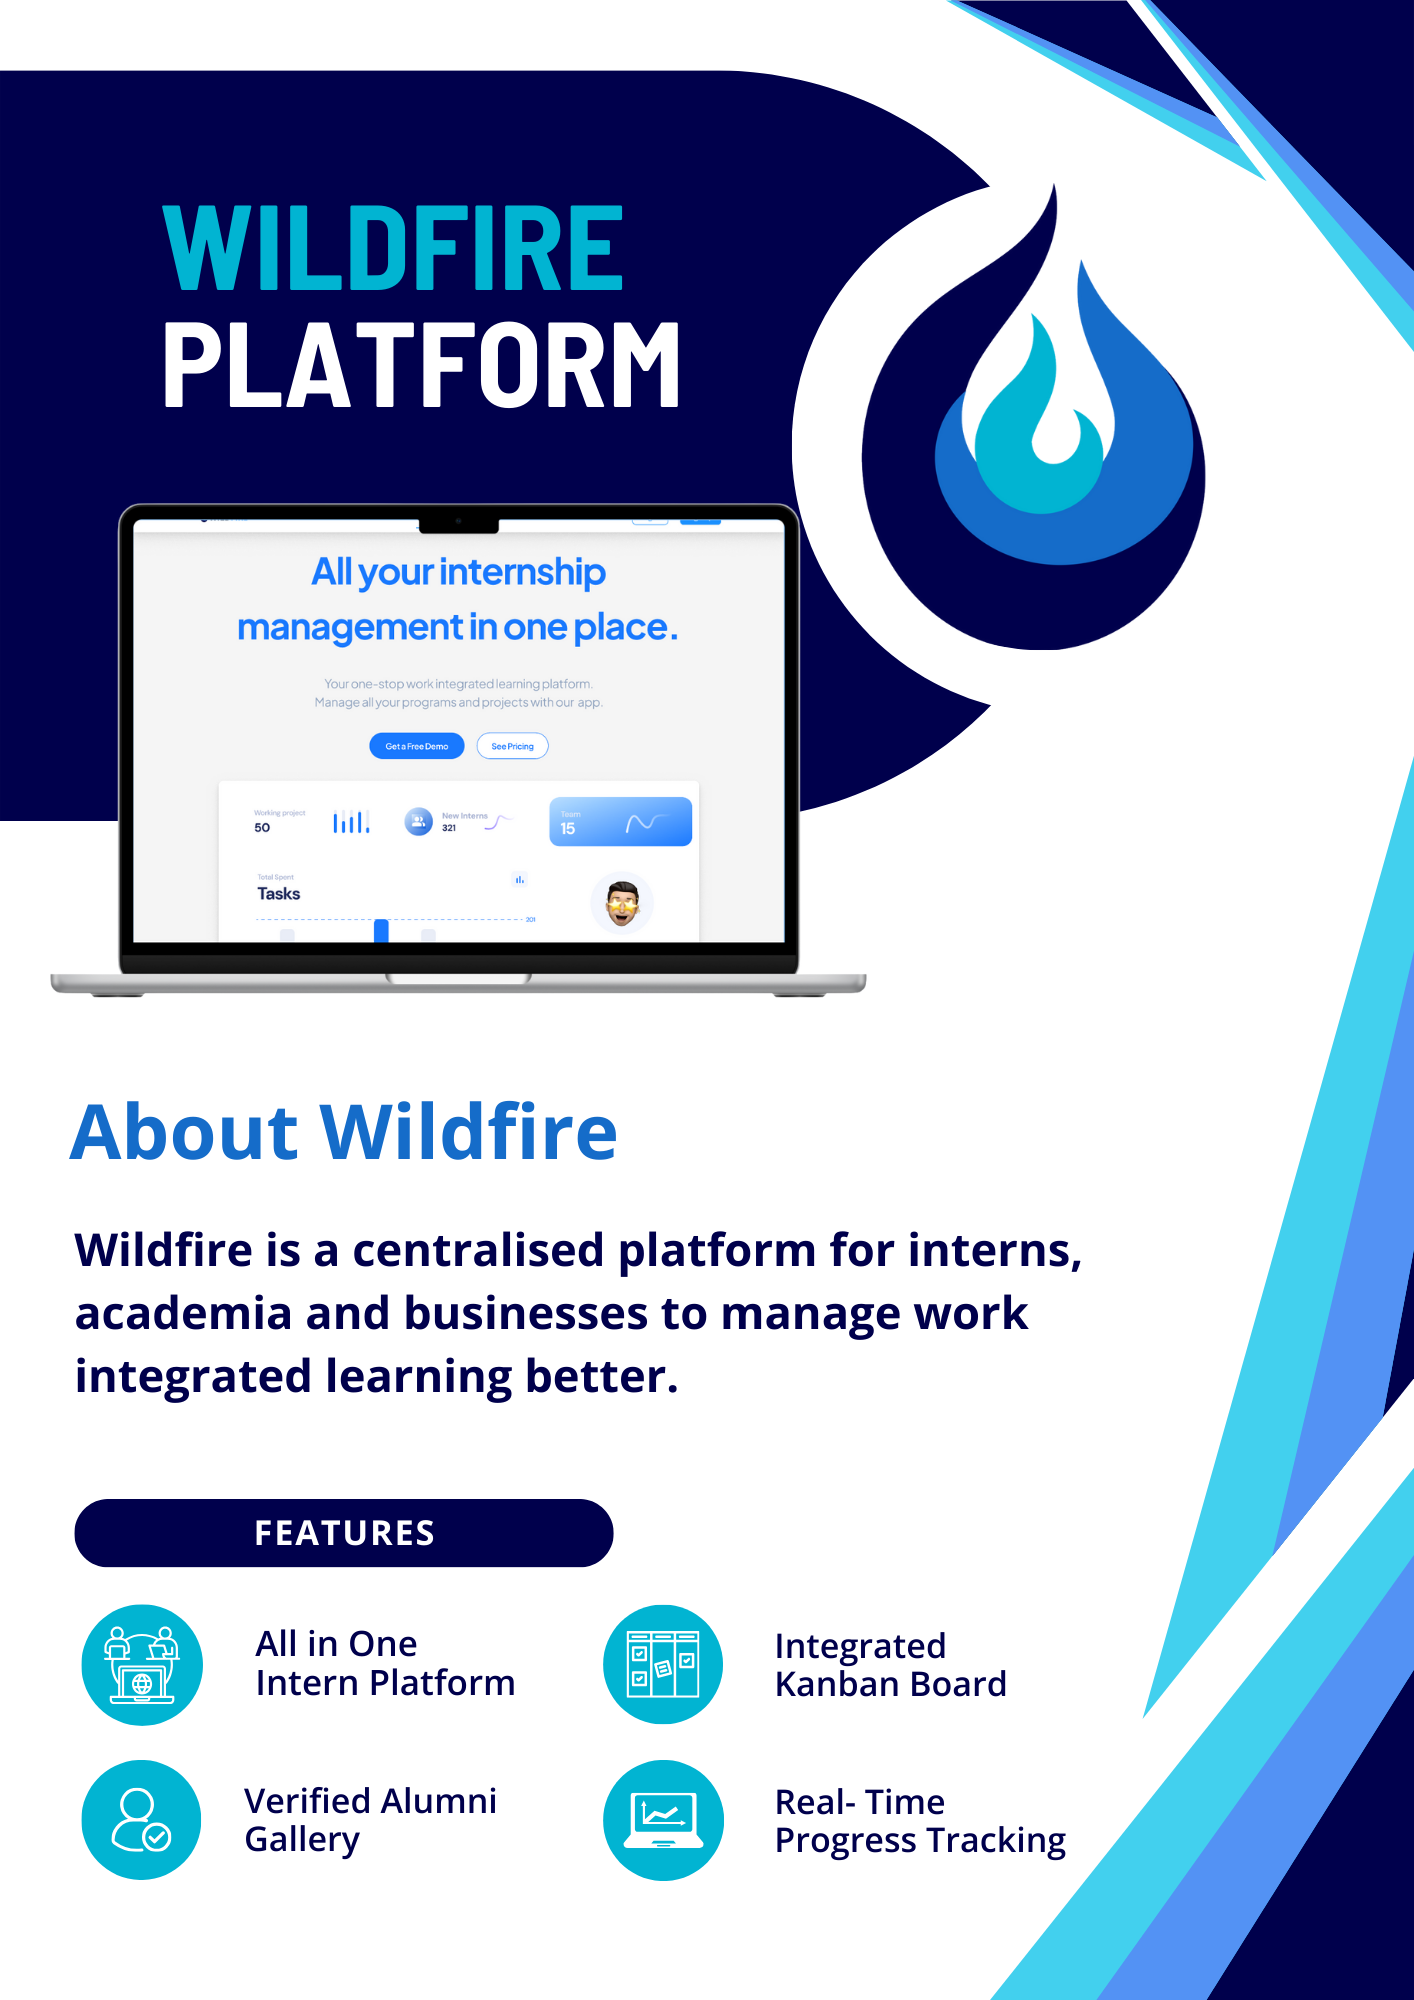 WILDFIRE
PLATFORM
All your internship
management in one place.
Your one-stop work integrated learning platform.
Manage all your programs and projects with our app.
Get a Free Demo
See Pricing
Working project
50
New Interns
321
Team
15
Total Spent
Tasks
201
About Wildfire
Wildfire is a centralised platform for interns,
academia and businesses to manage work
integrated learning better.
FEATURES
All in One
Intern Platform
Integrated
Kanban Board
Verified Alumni
Gallery
Real- Time
Progress Tracking